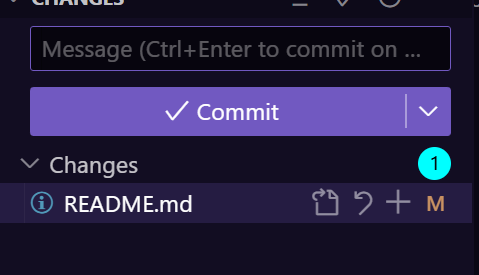 CHANGES
Message (Ctrl+Enter to commit on ...
Commit
Changes 1
README.md M